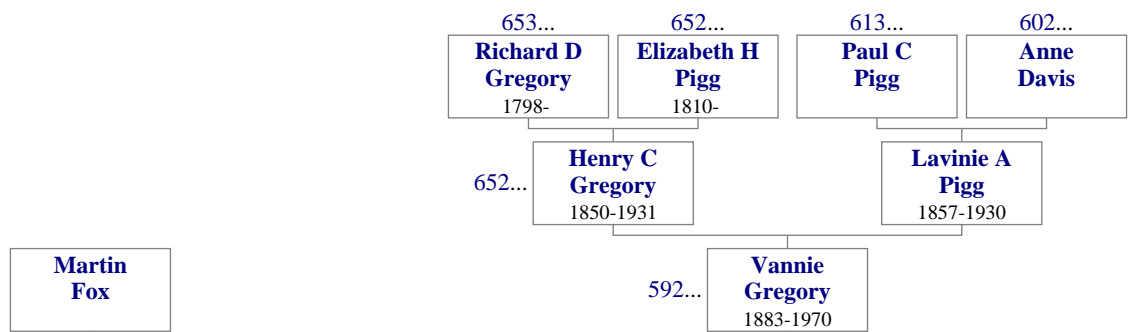 653... 652... 613... 602...
Richard D
Gregory
1798-
Elizabeth H
Pigg
1810-
Paul C
Pigg
Anne
Davis
652...
Henry C
Gregory
1850-1931
Lavinie A
Pigg
1857-1930
Martin
Fox
592...
Vannie
Gregory
1883-1970